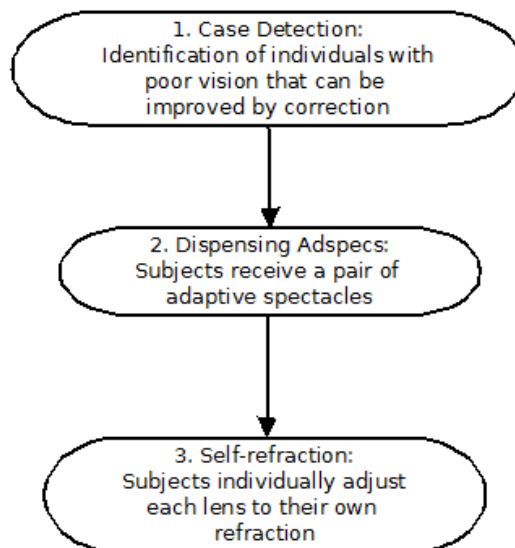 1. Case Detection:
Identification of individuals with
poor vision that can be
improved by correction
2. Dispensing Adspecs:
Subjects receive a pair of
adaptive spectacles
3. Self-refraction:
Subjects individually adjust
each lens to their own
refraction